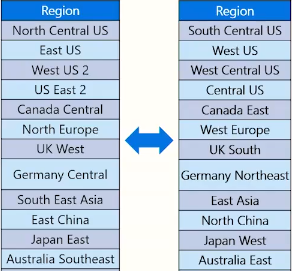 Region
North Central US
East US
West US 2
US East 2
Canada Central
North Europe
UK West
Germany Central
South East Asia
East China
Japan East
Australia Southeast
Region
South Central US
West US
West Central US
Central US
Canada East
West Europe
UK South
Germany Northeast
East Asia
North China
Japan West
Australia East